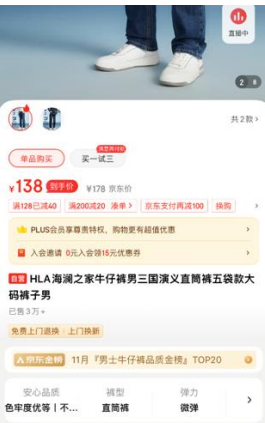 直播中
2
8
共2款>
单品购买
买一试三
¥138 到手价 ¥178 京东价
满128已减40
满200减20 凑单>
京东支付再减100
换购
PLUS会员享尊贵特权、购物更有超值优惠
入会邀请 0元入会领15元优惠券
自营 HLA海澜之家牛仔裤男三国演义直筒裤五袋款大
码裤子男
已售3万+
免费上门退换 | 上门换新
京东金榜 11月『男士牛仔裤品质金榜』TOP20
安心品质
裤型
弹力
色牢度优等 | 不...
直筒裤
微弹